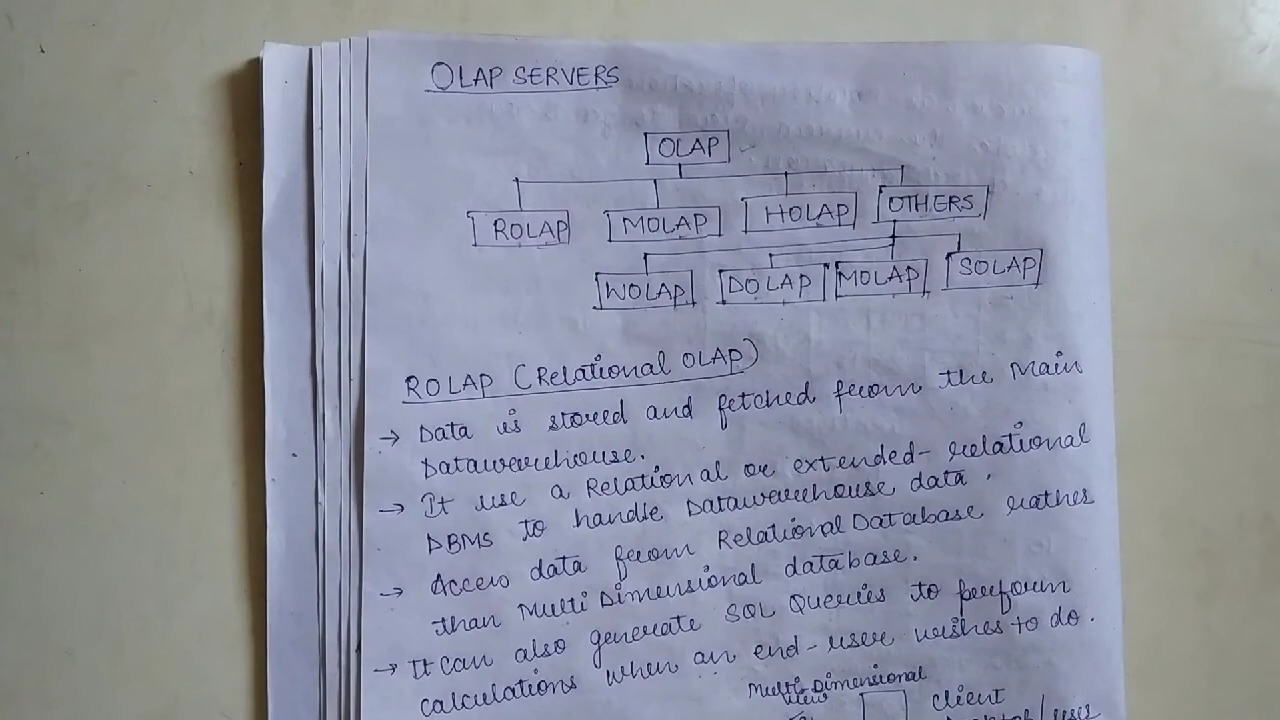 OLAP SERVERS
OLAP
ROLAP MOLAP HOLAP OTHERS
WOLAP DOLAP MOLAP SOLAP
ROLAP (Relational OLAP)
→ Data is stored and fetched from the Main
Datawarehouse.
→ It use a Relational or extended-relational
DBMS to handle Datawarehouse data.
→ Access data from Relational Database rather
than Multi Dimensional database.
→ It can also generate SQL Queries to perform
calculations when an end-user wishes to do.
Multi Dimensional
view
client
/user